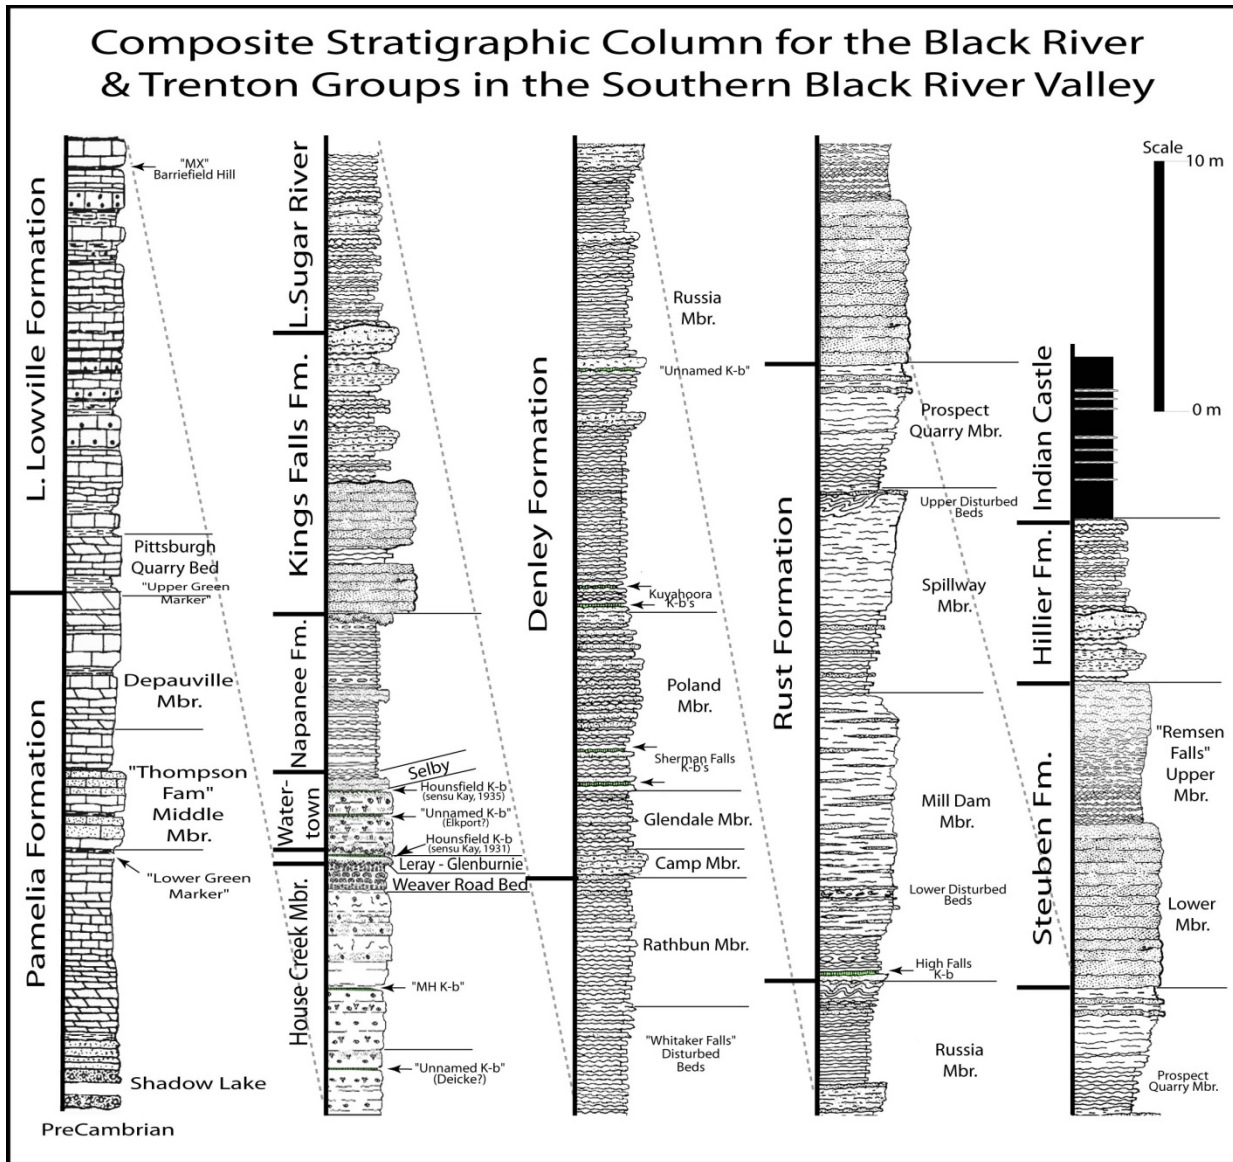 Composite Stratigraphic Column for the Black River
& Trenton Groups in the Southern Black River Valley
L. Lowville Formation
Pamelia Formation
"MX"
Barriefield Hill
Pittsburgh
Quarry Bed
"Upper Green
Marker"
Depauville
Mbr.
"Thompson
Fam"
Middle
Mbr.
"Lower Green
Marker"
Shadow Lake
PreCambrian
L.Sugar River
Kings Falls Fm.
Napanee Fm.
Water-
town
House Creek Mbr.
Selby
Hounsfield K-b
(sensu Kay, 1935)
"Unnamed K-b"
(Elkport?)
Hounsfield K-b
(sensu Kay, 1931)
Leray - Glenburnie
Weaver Road Bed
"MH K-b"
"Unnamed K-b"
(Deicke?)
Denley Formation
Russia
Mbr.
"Unnamed K-b"
Kuyahoora
K-b's
Poland
Mbr.
Sherman Falls
K-b's
Glendale Mbr.
Camp Mbr.
Rathbun Mbr.
"Whitaker Falls"
Disturbed
Beds
Rust Formation
Prospect
Quarry Mbr.
Upper Disturbed
Beds
Spillway
Mbr.
Mill Dam
Mbr.
Lower Disturbed
Beds
High Falls
K-b
Russia
Mbr.
Scale
10 m
0 m
Indian Castle
Hillier Fm.
Steuben Fm.
"Remsen
Falls"
Upper
Mbr.
Lower
Mbr.
Prospect
Quarry Mbr.